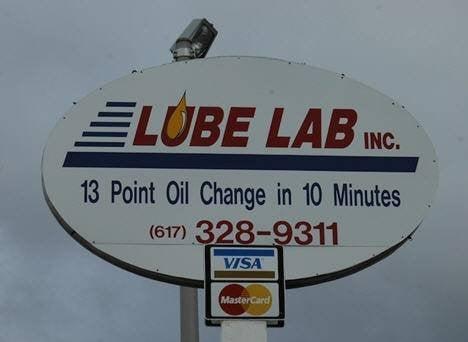 LUBE LAB INC.
13 Point Oil Change in 10 Minutes
(617) 328-9311
VISA
MasterCard